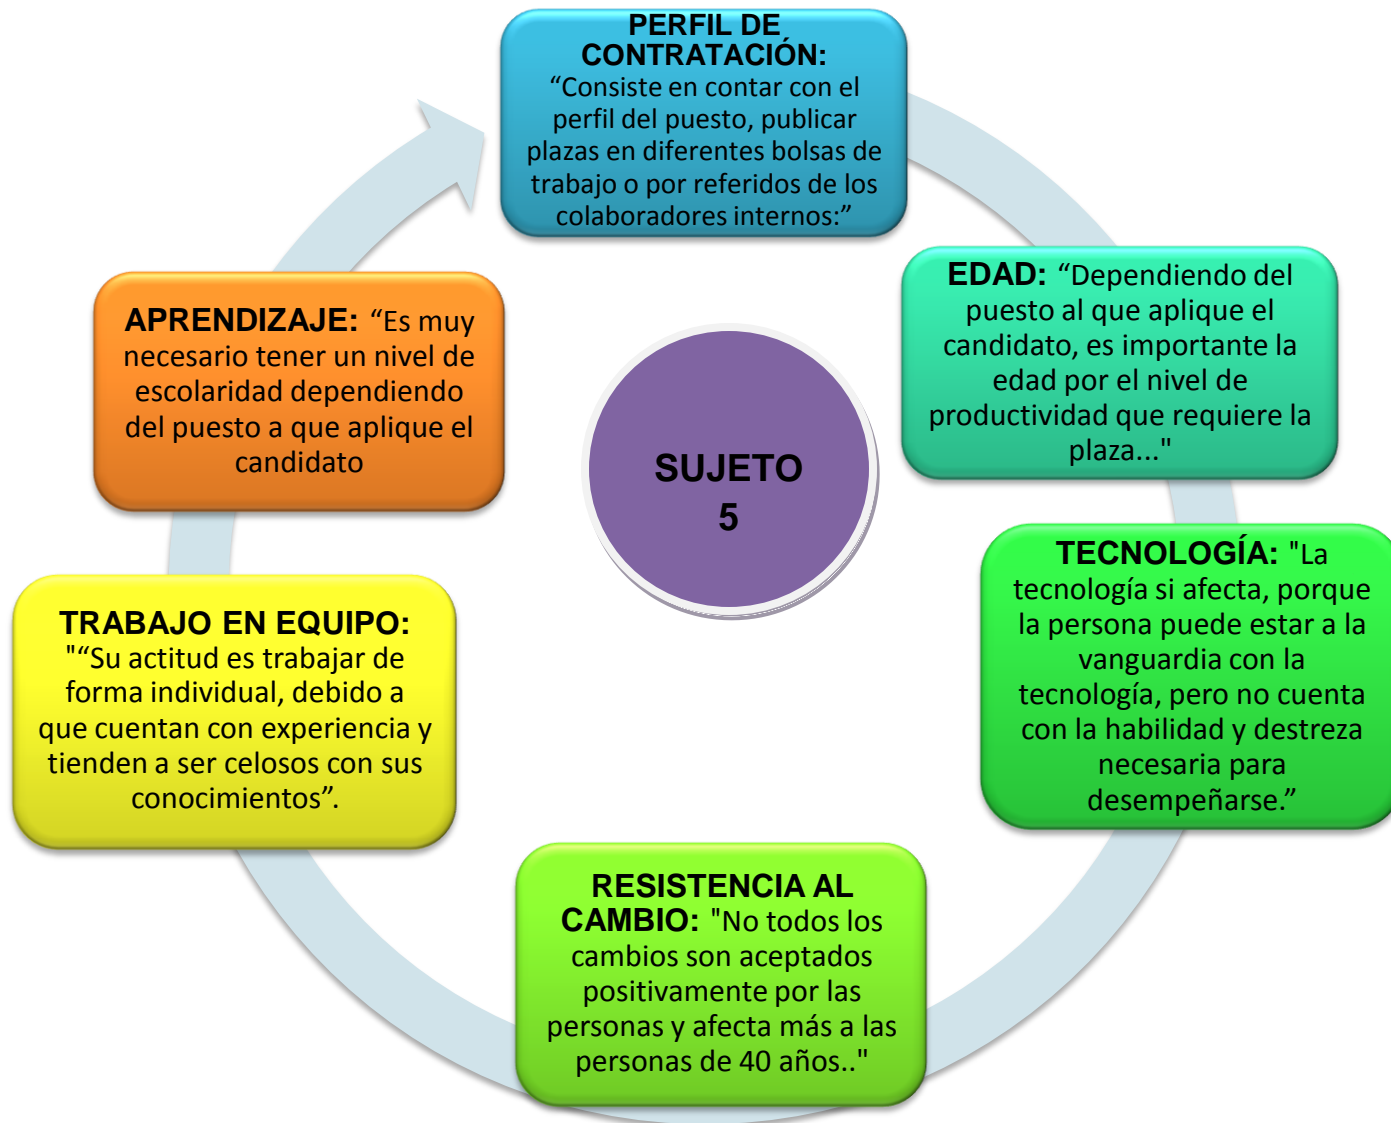 PERFIL DE
CONTRATACIÓN:
“Consiste en contar con el
perfil del puesto, publicar
plazas en diferentes bolsas de
trabajo o por referidos de los
colaboradores internos:”
EDAD: “Dependiendo del
puesto al que aplique el
candidato, es importante la
edad por el nivel de
productividad que requiere la
plaza..."
TECNOLOGÍA: "La
tecnología si afecta, porque
la persona puede estar a la
vanguardia con la
tecnología, pero no cuenta
con la habilidad y destreza
necesaria para
desempeñarse.”
RESISTENCIA AL
CAMBIO: "No todos los
cambios son aceptados
positivamente por las
personas y afecta más a las
personas de 40 años.."
TRABAJO EN EQUIPO:
"“Su actitud es trabajar de
forma individual, debido a
que cuentan con experiencia y
tienden a ser celosos con sus
conocimientos”.
APRENDIZAJE: “Es muy
necesario tener un nivel de
escolaridad dependiendo
del puesto a que aplique el
candidato
SUJETO
5